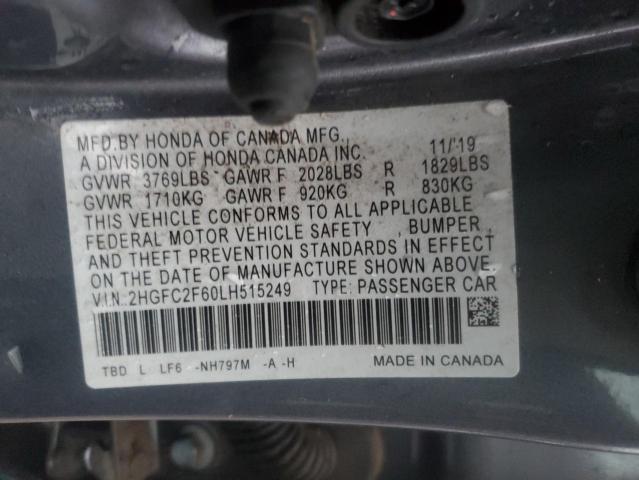 MFD.BY HONDA OF CANADA MFG. 11/'19
A DIVISION OF HONDA CANADA INC.
GVWR 3769LBS GAWR F 2028LBS R 1829LBS
GVWR 1710KG GAWR F 920KG R 830KG
THIS VEHICLE CONFORMS TO ALL APPLICABLE
FEDERAL MOTOR VEHICLE SAFETY , BUMPER ,
& THEFT PREVENTION STANDARDS IN EFFECT
ON THE DATE OF MANUFACTURE SHOWN ABOVE.
VIN:2HGFC2F60LH515249 TYPE: PASSENGER CAR
TBD L LF6 -NH797M -A -H MADE IN CANADA